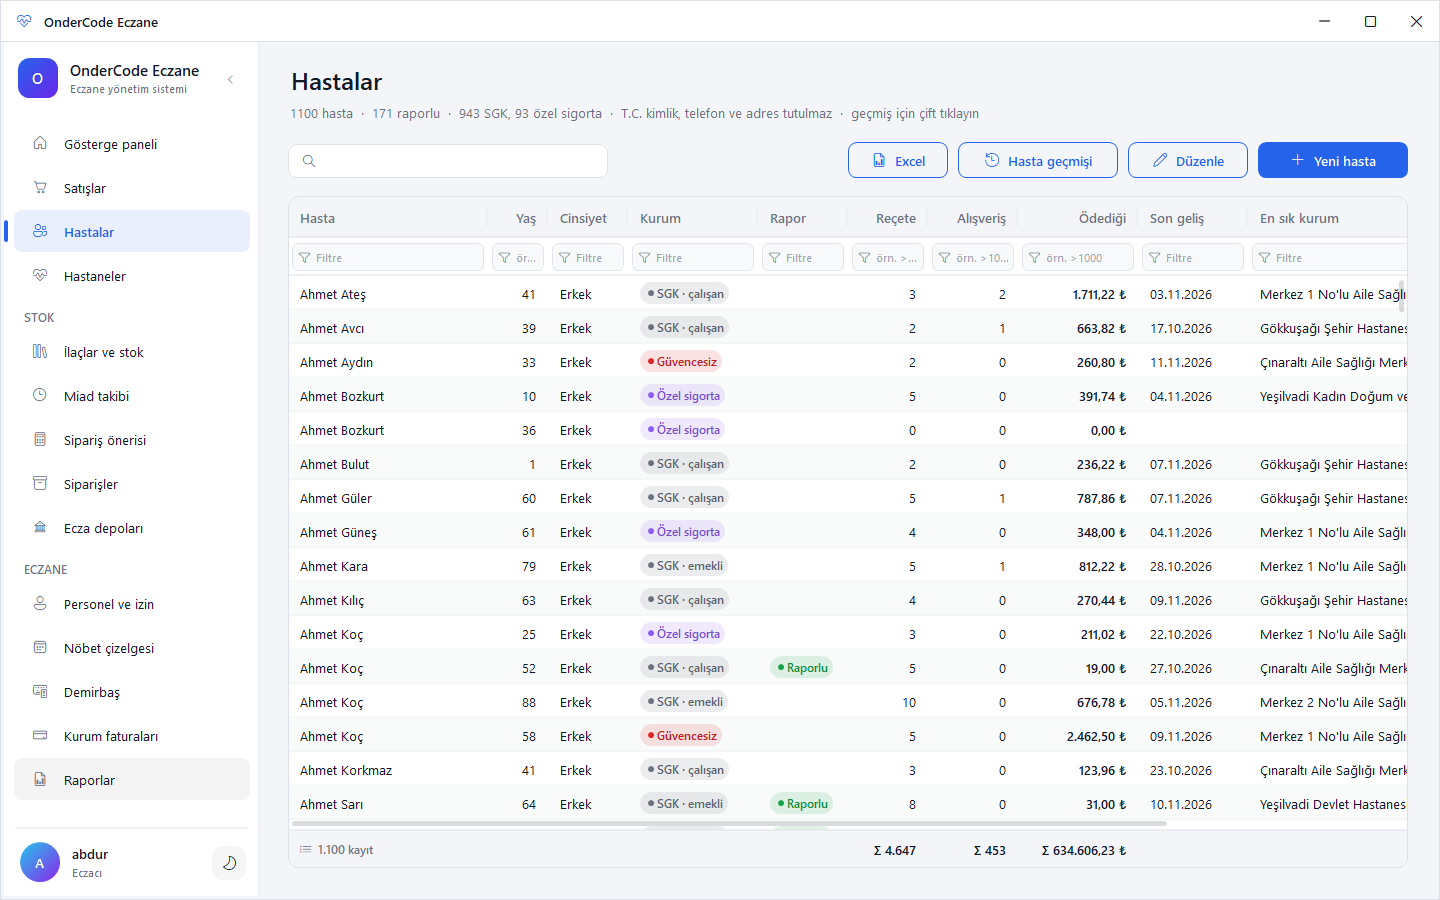 OnderCode Eczane
O
OnderCode Eczane
Eczane yönetim sistemi
Gösterge paneli
Satışlar
Hastalar
Hastaneler
STOK
İlaçlar ve stok
Miad takibi
Sipariş önerisi
Siparişler
Ecza depoları
ECZANE
Personel ve izin
Nöbet çizelgesi
Demirbaş
Kurum faturaları
Raporlar
A
abdur
Eczacı
Hastalar
1100 hasta · 171 raporlu · 943 SGK, 93 özel sigorta · T.C. kimlik, telefon ve adres tutulmaz · geçmiş için çift tıklayın
Excel Hasta geçmişi Düzenle Yeni hasta
Hasta Yaş Cinsiyet Kurum Rapor Reçete Alışveriş Ödediği Son geliş En sık kurum
Filtre ör... Filtre Filtre Filtre örn. >... örn. >10... örn. >1000 Filtre Filtre
Ahmet Ateş 41 Erkek SGK · çalışan 3 2 1.711,22 ₺ 03.11.2026 Merkez 1 No'lu Aile Sağlı
Ahmet Avcı 39 Erkek SGK · çalışan 2 1 663,82 ₺ 17.10.2026 Gökkuşağı Şehir Hastanes
Ahmet Aydın 33 Erkek Güvencesiz 2 0 260,80 ₺ 11.11.2026 Çınaraltı Aile Sağlığı Merk
Ahmet Bozkurt 10 Erkek Özel sigorta 5 0 391,74 ₺ 04.11.2026 Yeşilvadi Kadın Doğum ve
Ahmet Bozkurt 36 Erkek Özel sigorta 0 0 0,00 ₺
Ahmet Bulut 1 Erkek SGK · çalışan 2 0 236,22 ₺ 07.11.2026 Gökkuşağı Şehir Hastanes
Ahmet Güler 60 Erkek SGK · çalışan 5 1 787,86 ₺ 07.11.2026 Gökkuşağı Şehir Hastanes
Ahmet Güneş 61 Erkek Özel sigorta 4 0 348,00 ₺ 04.11.2026 Merkez 1 No'lu Aile Sağlı
Ahmet Kara 79 Erkek SGK · emekli 5 1 812,22 ₺ 28.10.2026 Merkez 1 No'lu Aile Sağlı
Ahmet Kılıç 63 Erkek SGK · çalışan 4 0 270,44 ₺ 09.11.2026 Gökkuşağı Şehir Hastanes
Ahmet Koç 25 Erkek Özel sigorta 3 0 211,02 ₺ 22.10.2026 Merkez 1 No'lu Aile Sağlı
Ahmet Koç 52 Erkek SGK · çalışan Raporlu 5 0 19,00 ₺ 27.10.2026 Çınaraltı Aile Sağlığı Merk
Ahmet Koç 88 Erkek SGK · emekli 10 0 676,78 ₺ 05.11.2026 Merkez 2 No'lu Aile Sağlı
Ahmet Koç 58 Erkek Güvencesiz 5 0 2.462,50 ₺ 09.11.2026 Merkez 1 No'lu Aile Sağlı
Ahmet Korkmaz 41 Erkek SGK · çalışan 3 0 123,96 ₺ 23.10.2026 Çınaraltı Aile Sağlığı Merk
Ahmet Sarı 64 Erkek SGK · emekli Raporlu 8 0 31,00 ₺ 10.11.2026 Yeşilvadi Devlet Hastanes
1.100 kayıt Σ 4.647 Σ 453 Σ 634.606,23 ₺